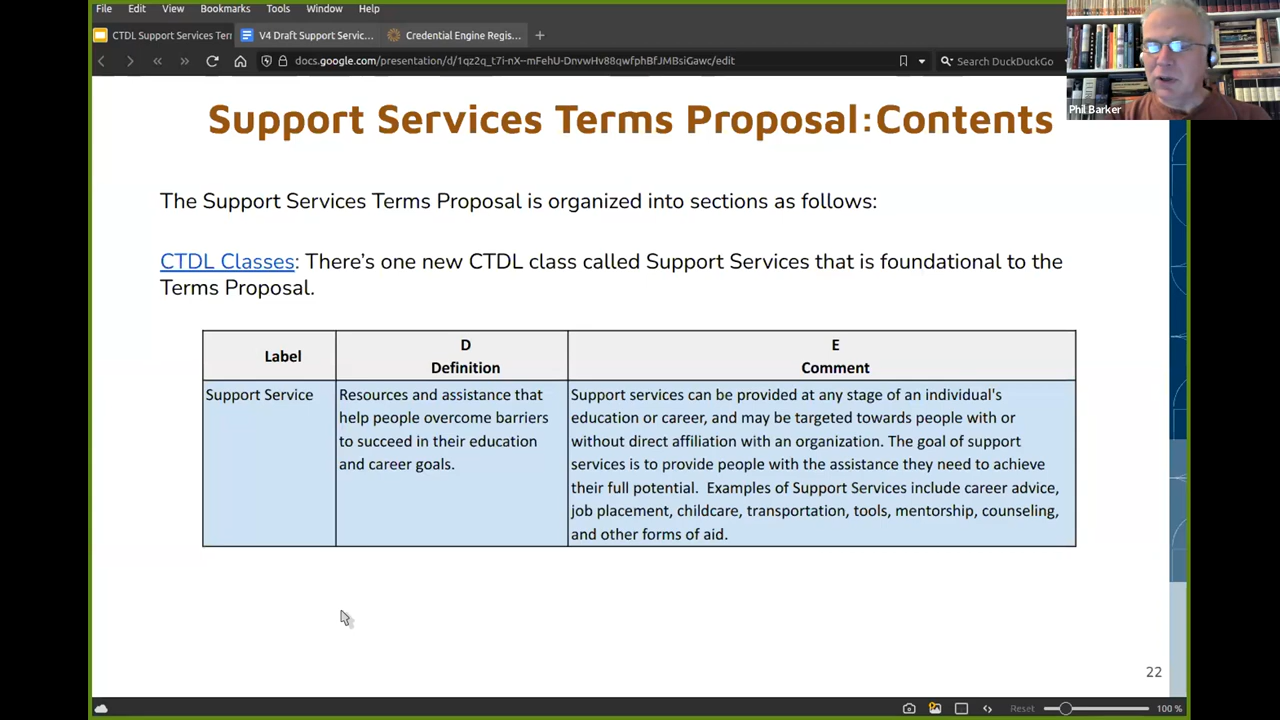 File Edit View Bookmarks Tools Window Help
CTDL Support Services Terr V4 Draft Support Servic... Credential Engine Regis...
docs.google.com/presentation/d/1qz2q_t7i-nX--mFehU-DnvwHv88qwfphBfJMBsiGawc/edit Search DuckDuckGo
Phil Barker
Support Services Terms Proposal:Contents
The Support Services Terms Proposal is organized into sections as follows:
CTDL Classes: There's one new CTDL class called Support Services that is foundational to the
Terms Proposal.
Label
D
Definition
E
Comment
Support Service
Resources and assistance that
help people overcome barriers
to succeed in their education
and career goals.
Support services can be provided at any stage of an individual's
education or career, and may be targeted towards people with or
without direct affiliation with an organization. The goal of support
services is to provide people with the assistance they need to achieve
their full potential.  Examples of Support Services include career advice,
job placement, childcare, transportation, tools, mentorship, counseling,
and other forms of aid.
22
Reset 100 %